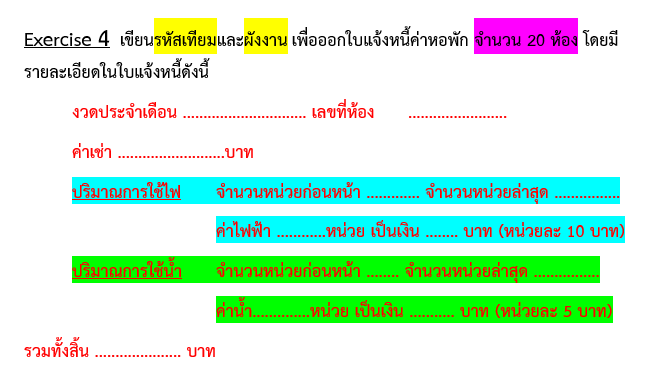 Exercise 4 เขียนรหัสเทียมและผังงาน เพื่อออกใบแจ้งหนี้ค่าหอพัก จำนวน 20 ห้อง โดยมี
รายละเอียดในใบแจ้งหนี้ดังนี้
งวดประจำเดือน .............................. เลขที่ห้อง ........................
ค่าเช่า ..........................บาท
ปริมาณการใช้ไฟ จำนวนหน่วยก่อนหน้า ............. จำนวนหน่วยล่าสุด ................
ค่าไฟฟ้า ............หน่วย เป็นเงิน ........ บาท (หน่วยละ 10 บาท)
ปริมาณการใช้น้ำ จำนวนหน่วยก่อนหน้า ........ จำนวนหน่วยล่าสุด ................
ค่าน้ำ..............หน่วย เป็นเงิน ........... บาท (หน่วยละ 5 บาท)
รวมทั้งสิ้น ..................... บาท